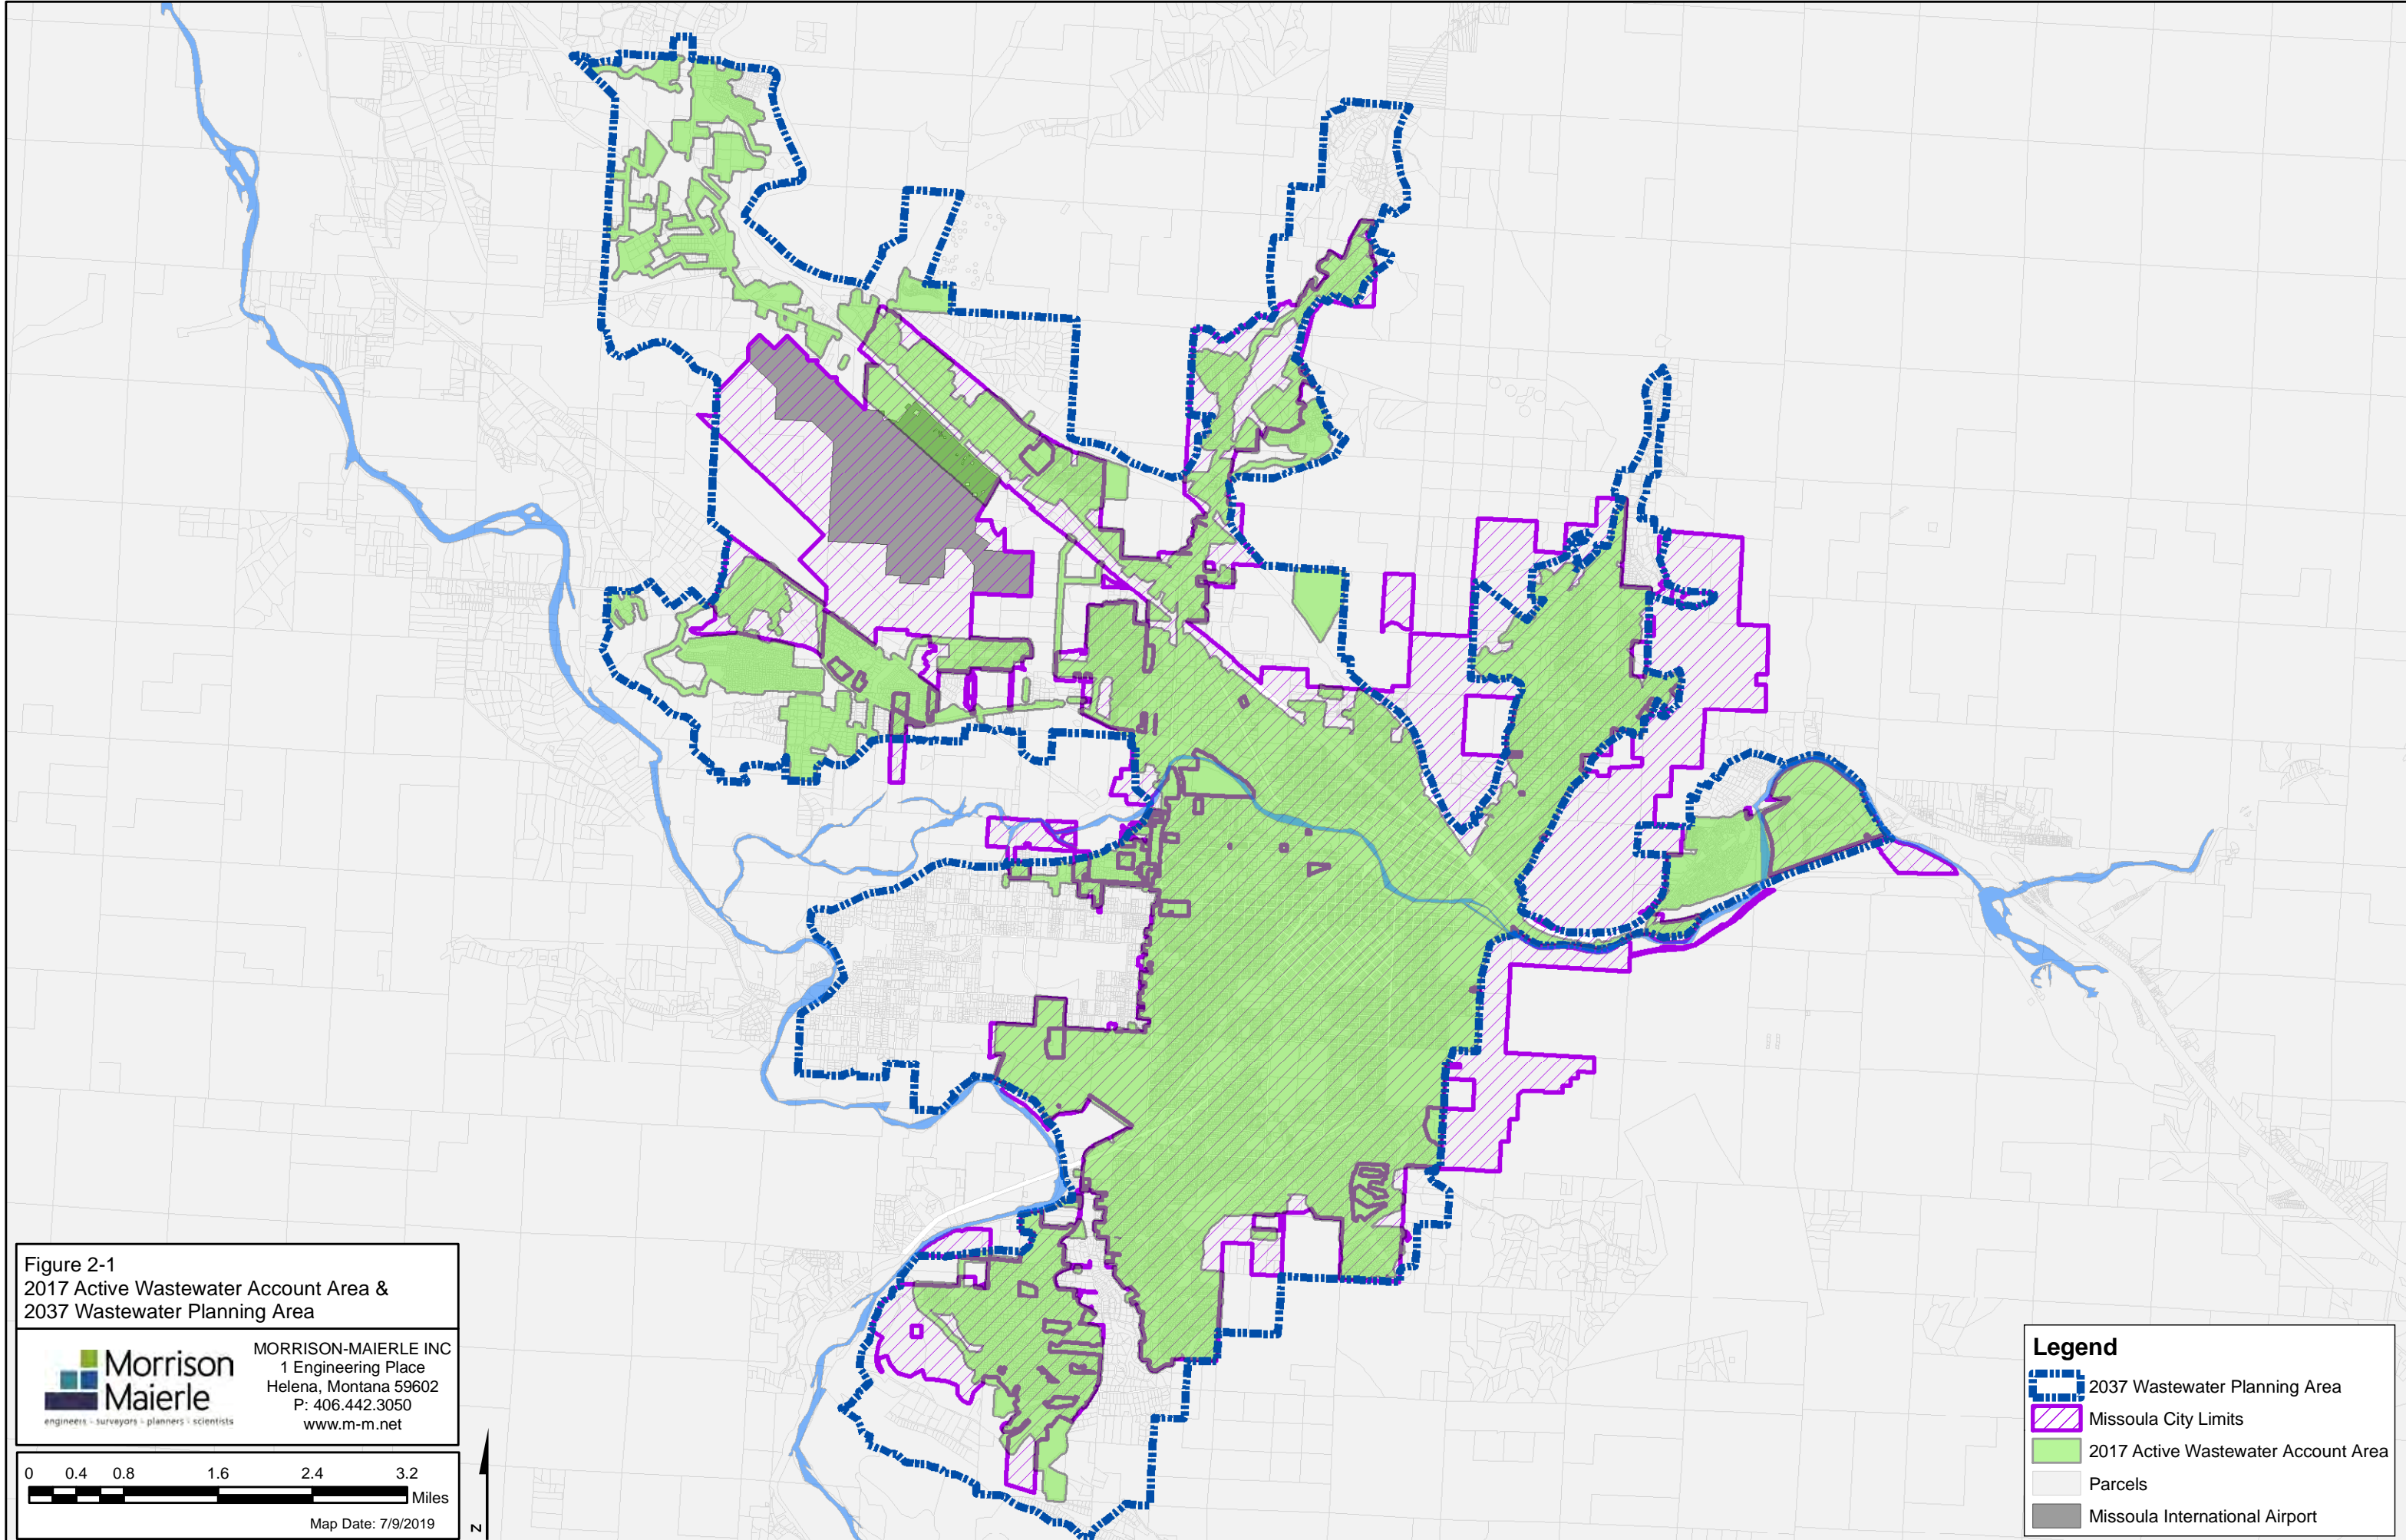 Figure 2-1
2017 Active Wastewater Account Area &
2037 Wastewater Planning Area
Morrison
Maierle
engineers - surveyors - planners - scientists
MORRISON-MAIERLE INC
1 Engineering Place
Helena, Montana 59602
P: 406.442.3050
www.m-m.net
0 0.4 0.8 1.6 2.4 3.2
Miles
Map Date: 7/9/2019
N
Legend
2037 Wastewater Planning Area
Missoula City Limits
2017 Active Wastewater Account Area
Parcels
Missoula International Airport